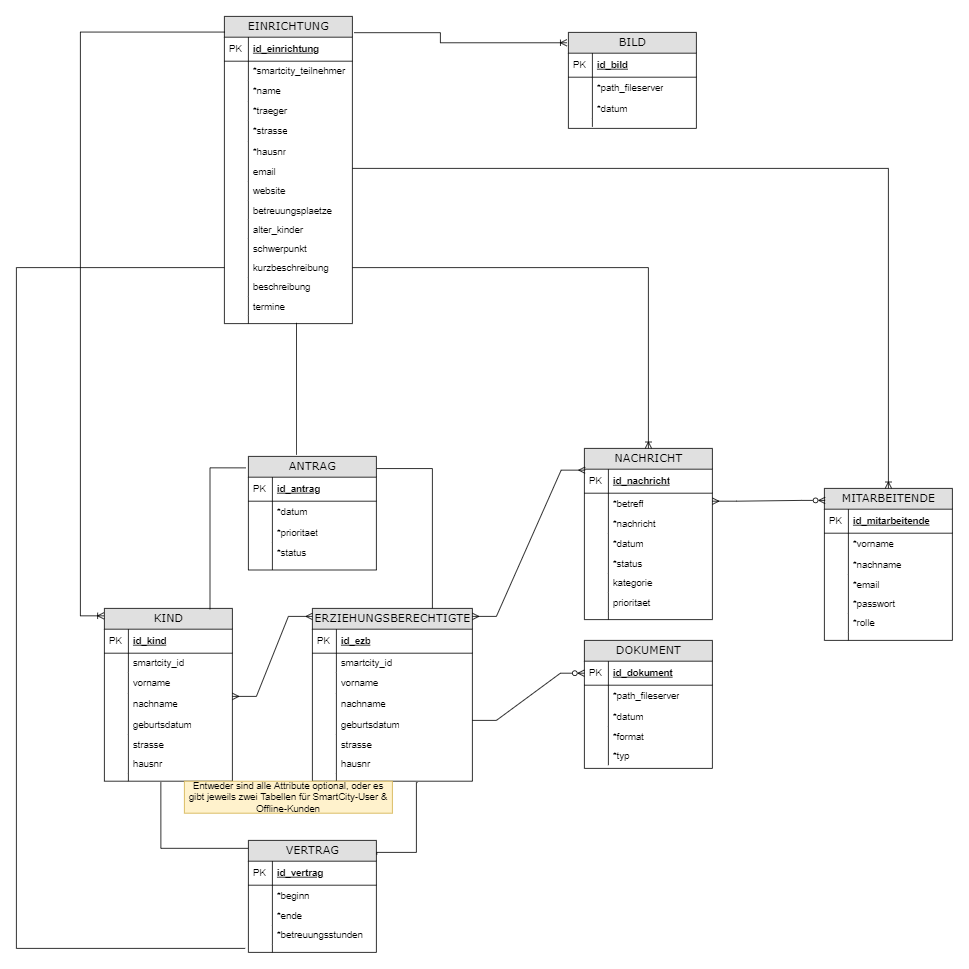 EINRICHTUNG
PK id_einrichtung
*smartcity_teilnehmer
*name
*traeger
*strasse
*hausnr
email
website
betreuungsplaetze
alter_kinder
schwerpunkt
kurzbeschreibung
beschreibung
termine
BILD
PK id_bild
*path_fileserver
*datum
ANTRAG
PK id_antrag
*datum
*prioritaet
*status
NACHRICHT
PK id_nachricht
*betreff
*nachricht
*datum
*status
kategorie
prioritaet
MITARBEITENDE
PK id_mitarbeitende
*vorname
*nachname
*email
*passwort
*rolle
KIND
PK id_kind
smartcity_id
vorname
nachname
geburtsdatum
strasse
hausnr
ERZIEHUNGSBERECHTIGTE
PK id_ezb
smartcity_id
vorname
nachname
geburtsdatum
strasse
hausnr
DOKUMENT
PK id_dokument
*path_fileserver
*datum
*format
*typ
Entweder sind alle Attribute optional, oder es
gibt jeweils zwei Tabellen für SmartCity-User &
Offline-Kunden
VERTRAG
PK id_vertrag
*beginn
*ende
*betreuungsstunden